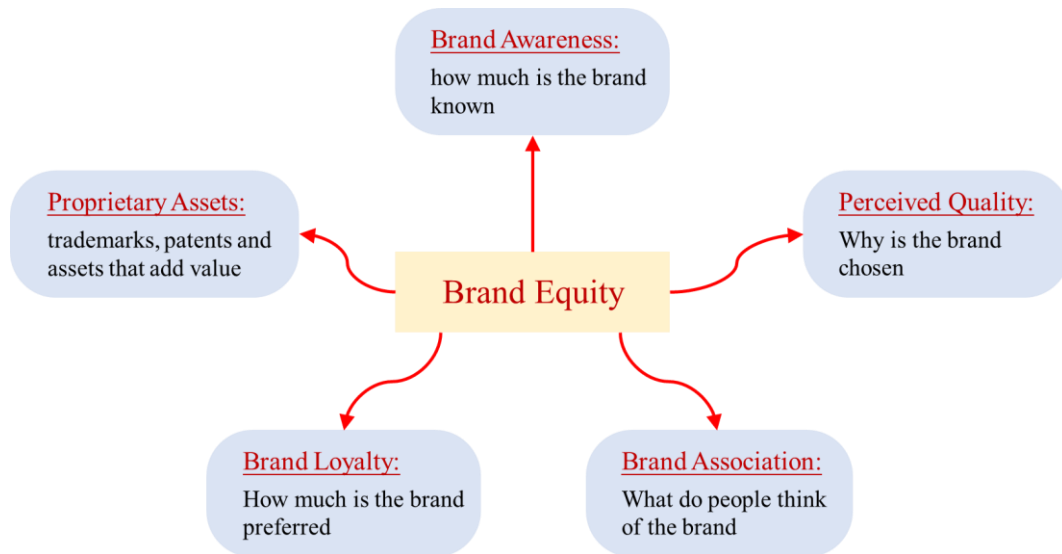 Brand Awareness:
how much is the brand
known
Proprietary Assets:
trademarks, patents and
assets that add value
Perceived Quality:
Why is the brand
chosen
Brand Equity
Brand Loyalty:
How much is the brand
preferred
Brand Association:
What do people think
of the brand